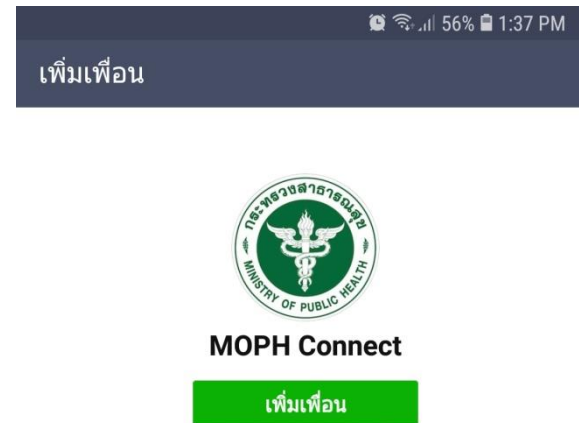 56% 1:37 PM
เพิ่มเพื่อน
กระทรวงสาธารณสุข
MINISTRY OF PUBLIC HEALTH
MOPH Connect
เพิ่มเพื่อน